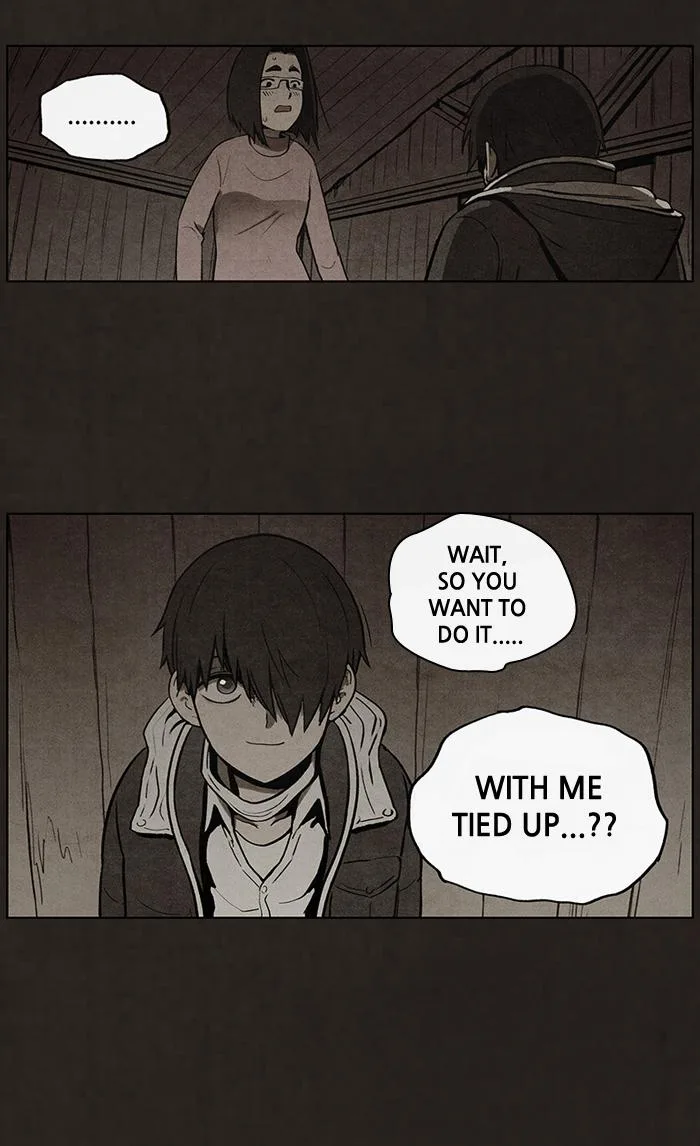 ..........
WAIT,
SO YOU
WANT TO
DO IT.....
WITH ME
TIED UP...??